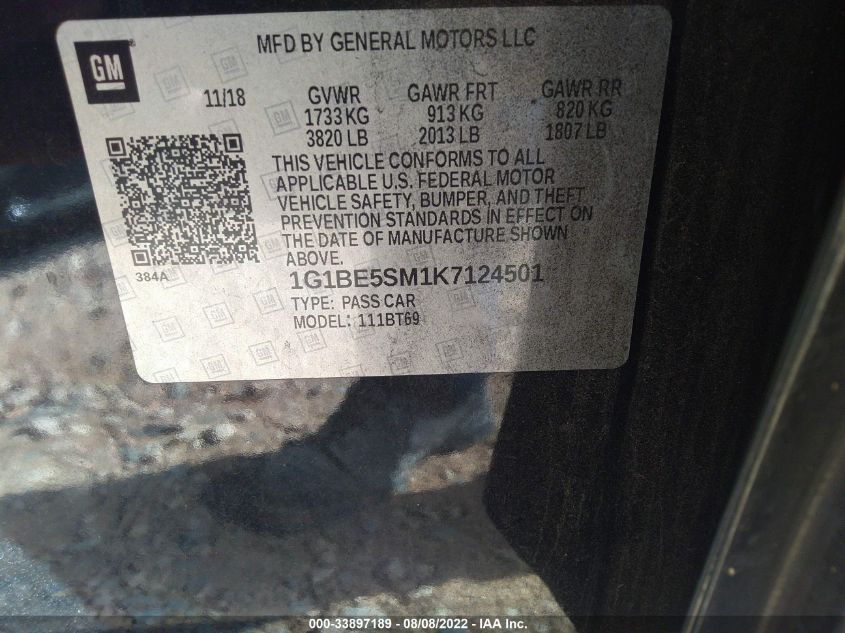 GM
MFD BY GENERAL MOTORS LLC
11/18
GVWR
1733 KG
3820 LB
GAWR FRT
913 KG
2013 LB
GAWR RR
820 KG
1807 LB
THIS VEHICLE CONFORMS TO ALL
APPLICABLE U.S. FEDERAL MOTOR
VEHICLE SAFETY, BUMPER, AND THEFT
PREVENTION STANDARDS IN EFFECT ON
THE DATE OF MANUFACTURE SHOWN
ABOVE.
384A
1G1BE5SM1K7124501
TYPE: PASS CAR
MODEL: 111BT69
000-33897189 - 08/08/2022 - IAA Inc.